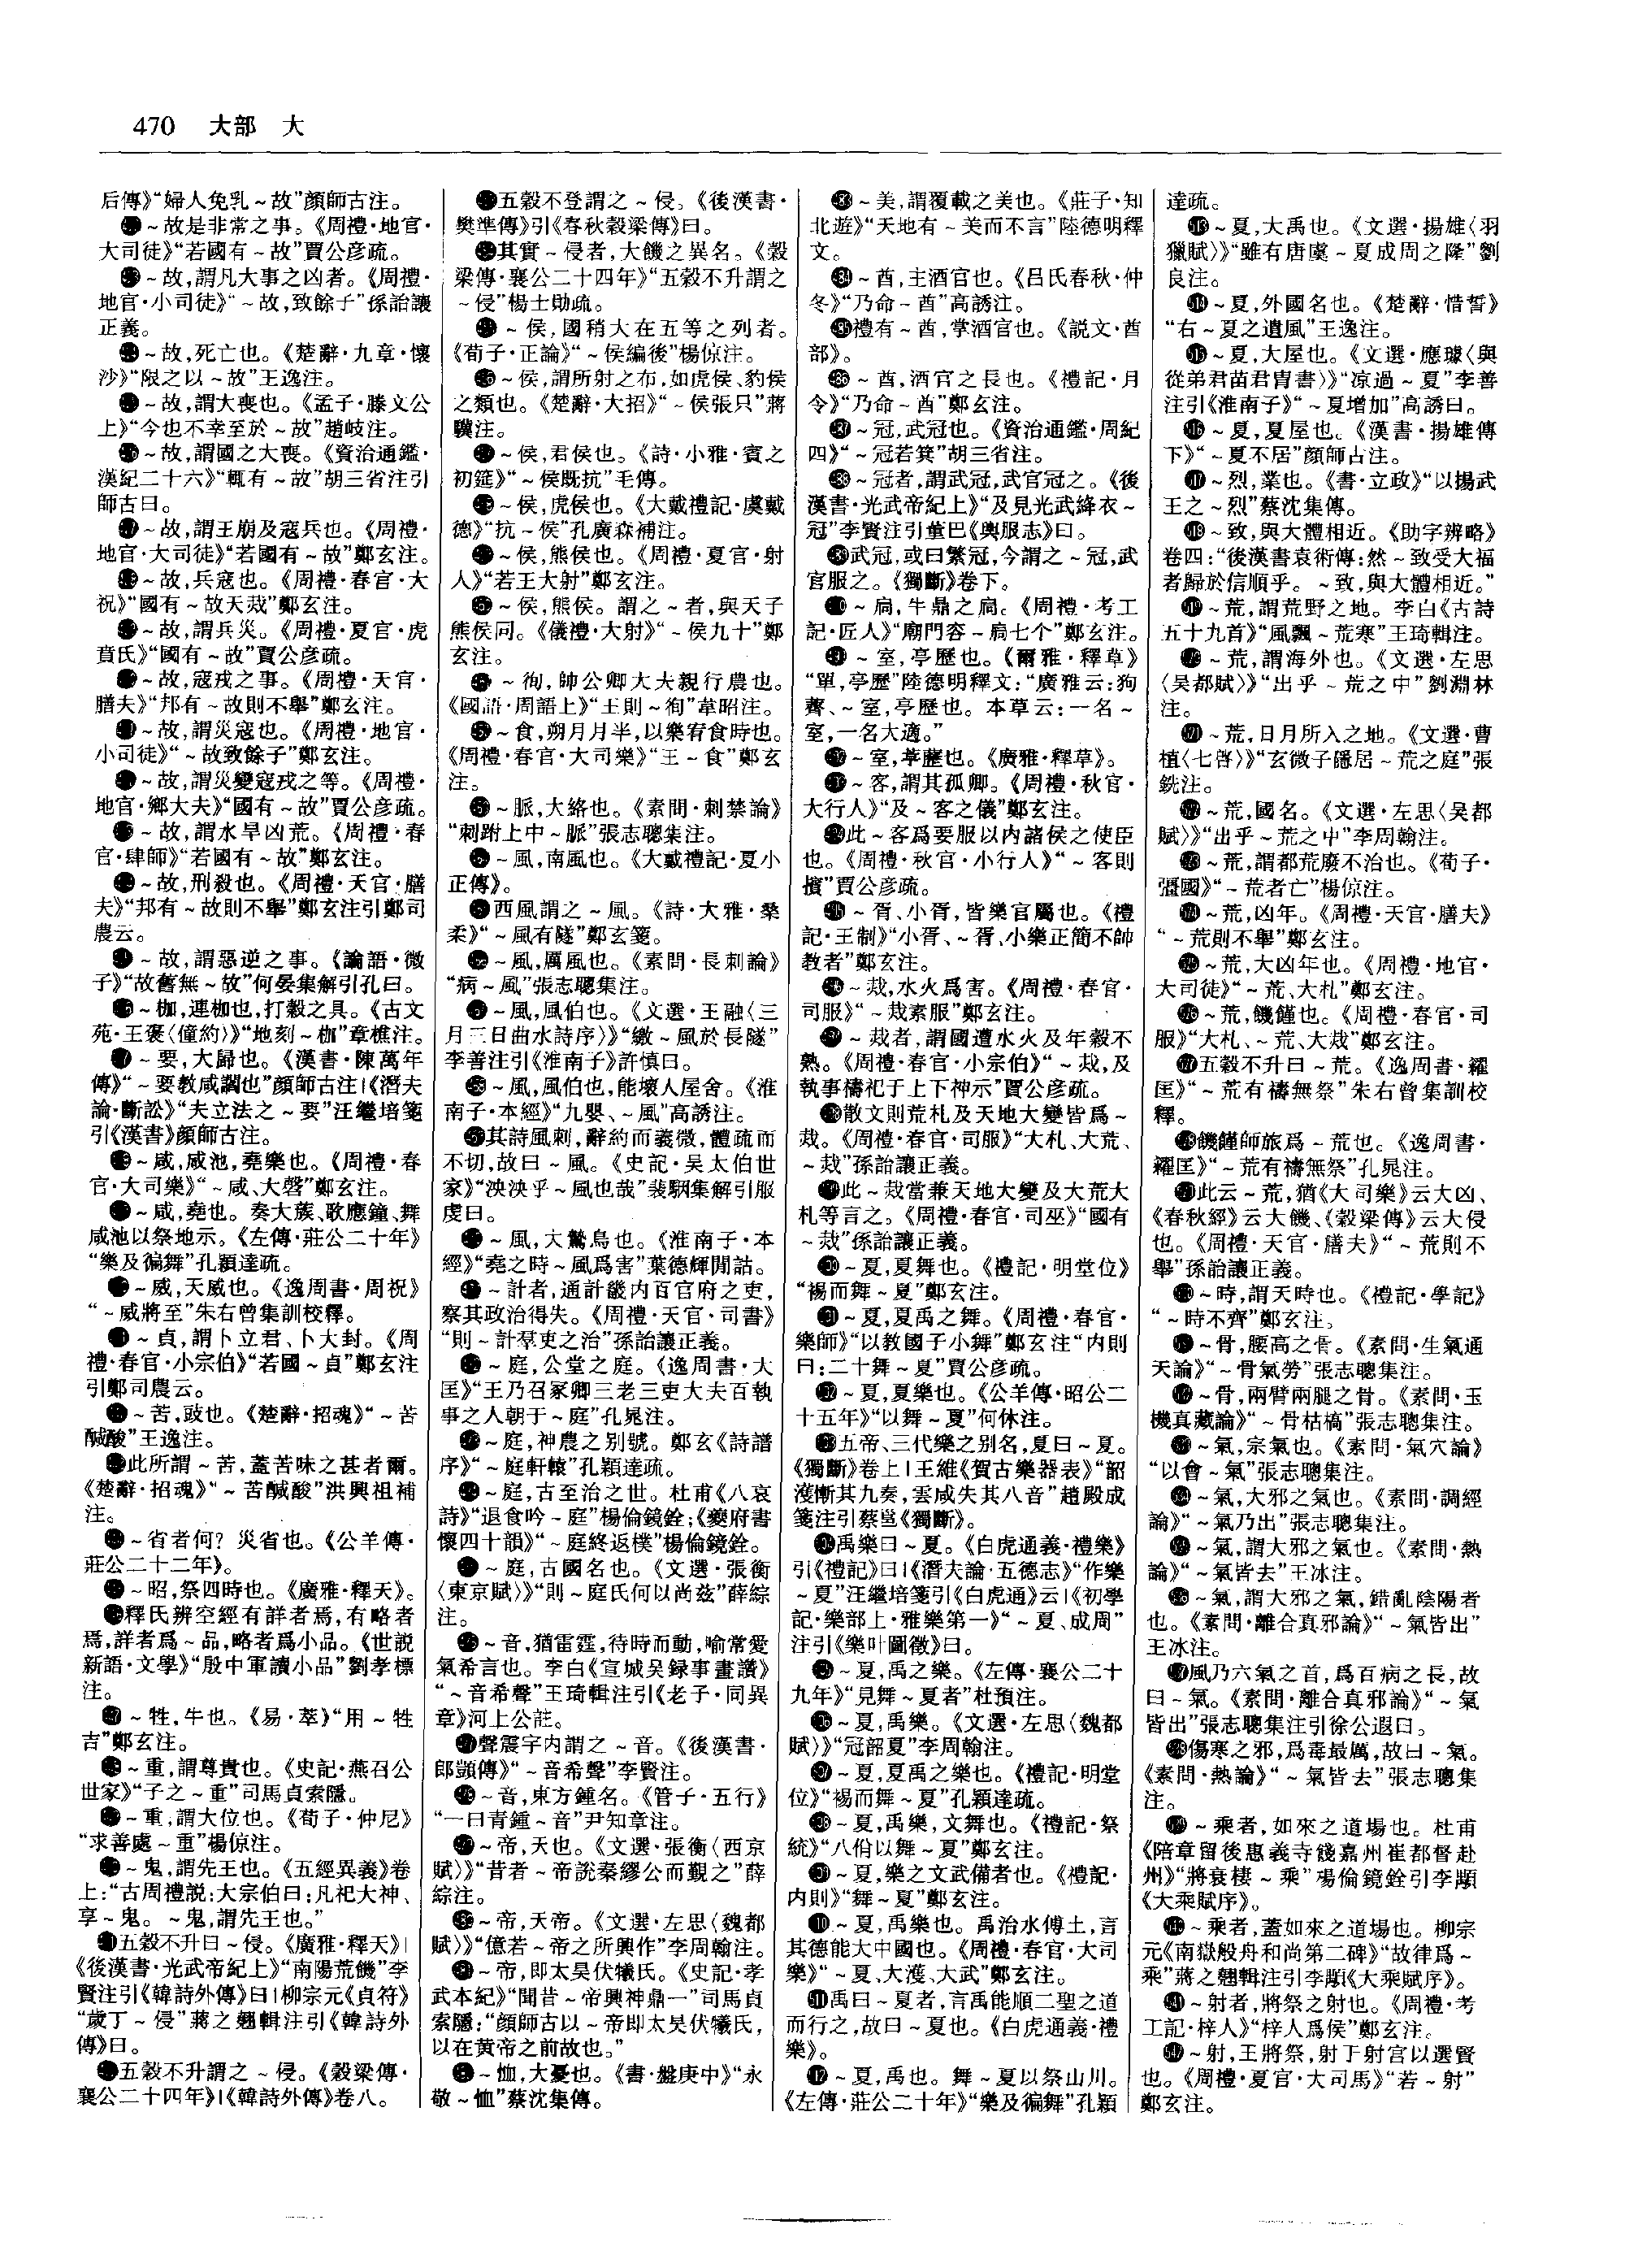 470 大部 大
后傳》“婦人免乳～故”顏師古注。
～故是非常之事。《周禮·地官·
大司徒》“若國有～故”賈公彦疏。
～故,謂凡大事之凶者。《周禮·
地官·小司徒》“～故,致餘子”孫詒讓
正義。
～故,死亡也。《楚辭·九章·懷
沙》“限之以～故”王逸注。
～故,謂大喪也。《孟子·滕文公
上》“今也不幸至於～故”趙岐注。
～故,謂國之大喪。《資治通鑑·
漢紀二十六》“輒有～故”胡三省注引
師古曰。
～故,謂王崩及寇兵也。《周禮·
地官·大司徒》“若國有～故”鄭玄注。
～故,兵寇也。《周禮·春官·大
祝》“國有～故天烖”鄭玄注。
～故,謂兵災。《周禮·夏官·虎
賁氏》“國有～故”賈公彦疏。
～故,寇戎之事。《周禮·天官·
膳夫》“邦有～故則不舉”鄭玄注。
～故,謂災寇也。《周禮·地官·
小司徒》“～故致餘子”鄭玄注。
～故,謂災變寇戎之等。《周禮·
地官·鄉大夫》“國有～故”賈公彦疏。
～故,謂水旱凶荒。《周禮·春
官·肆師》“若國有～故”鄭玄注。
～故,刑殺也。《周禮·天官·膳
夫》“邦有～故則不舉”鄭玄注引鄭司
農云。
～故,謂惡逆之事。《論語·微
子》“故舊無～故”何晏集解引孔曰。
～枷,連枷也,打穀之具。《古文
苑·王褒〈僮約〉》“地刻～枷”章樵注。
～要,大歸也。《漢書·陳萬年
傳》“～要教咸讇也”顏師古注|《潛夫
論·斷訟》“夫立法之～要”汪繼培箋
引《漢書》顏師古注。
～咸,咸池,堯樂也。《周禮·春
官·大司樂》“～咸、大磬”鄭玄注。
～咸,堯也。奏大蔟、歌應鐘、舞
咸池以祭地示。《左傳·莊公二十年》
“樂及徧舞”孔穎達疏。
～威,天威也。《逸周書·周祝》
“～威將至”朱右曾集訓校釋。
～貞,謂卜立君、卜大封。《周
禮·春官·小宗伯》“若國～貞”鄭玄注
引鄭司農云。
～苦,豉也。《楚辭·招魂》“～苦
醎酸”王逸注。
此所謂～苦,蓋苦味之甚者爾。
《楚辭·招魂》“～苦醎酸”洪興祖補
注。
～省者何?災省也。《公羊傳·
莊公二十二年》。
～昭,祭四時也。《廣雅·釋天》。
釋氏辨空經有詳者焉,有略者
焉,詳者爲～品,略者爲小品。《世説
新語·文學》“殷中軍讀小品”劉孝標
注。
～牲,牛也。《易·萃》“用～牲
吉”鄭玄注。
～重,謂尊貴也。《史記·燕召公
世家》“子之～重”司馬貞索隱。
～重,謂大位也。《荀子·仲尼》
“求善處～重”楊倞注。
～鬼,謂先王也。《五經異義》卷
上:“古周禮説:大宗伯曰:凡祀大神、
享～鬼。～鬼,謂先王也。”
五穀不升曰～侵。《廣雅·釋天》|
《後漢書·光武帝紀上》“南陽荒饑”李
賢注引《韓詩外傳》曰|柳宗元《貞符》
“歲丁～侵”蔣之翹輯注引《韓詩外
傳》曰。
五穀不升謂之～侵。《穀梁傳·
襄公二十四年》|《韓詩外傳》卷八。
五穀不登謂之～侵。《後漢書·
樊準傳》引《春秋穀梁傳》曰。
其實～侵者,大饑之異名。《穀
梁傳·襄公二十四年》“五穀不升謂之
～侵”楊士勛疏。
～侯,國稍大在五等之列者。
《荀子·正論》“～侯編後”楊倞注。
～侯,謂所射之布,如虎侯、豹侯
之類也。《楚辭·大招》“～侯張只”蔣
驥注。
～侯,君侯也。《詩·小雅·賓之
初筵》“～侯既抗”毛傳。
～侯,虎侯也。《大戴禮記·虞戴
德》“抗～侯”孔廣森補注。
～侯,熊侯也。《周禮·夏官·射
人》“若王大射”鄭玄注。
～侯,熊侯。謂之～者,與天子
熊侯同。《儀禮·大射》“～侯九十”鄭
玄注。
～徇,帥公卿大夫親行農也。
《國語·周語上》“王則～徇”韋昭注。
～食,朔月月半,以樂宥食時也。
《周禮·春官·大司樂》“王～食”鄭玄
注。
～脈,大絡也。《素問·刺禁論》
“刺跗上中～脈”張志聰集注。
～風,南風也。《大戴禮記·夏小
正傳》。
西風謂之～風。《詩·大雅·桑
柔》“～風有隧”鄭玄箋。
～風,厲風也。《素問·長刺論》
“病～風”張志聰集注。
～風,風伯也。《文選·王融〈三
月三日曲水詩序〉》“繳～風於長隧”
李善注引《淮南子》許慎曰。
～風,風伯也,能壞人屋舍。《淮
南子·本經》“九嬰、～風”高誘注。
其詩風刺,辭約而義微,體疏而
不切,故曰～風。《史記·吴太伯世
家》“泱泱乎～風也哉”裴駰集解引服
虔曰。
～風,大鷙鳥也。《淮南子·本
經》“堯之時～風爲害”葉德輝閒詁。
～計者,通計畿内百官府之吏,
察其政治得失。《周禮·天官·司書》
“則～計羣吏之治”孫詒讓正義。
～庭,公堂之庭。《逸周書·大
匡》“王乃召冢卿三老三吏大夫百執
事之人朝于～庭”孔晁注。
～庭,神農之别號。鄭玄《詩譜
序》“～庭軒轅”孔穎達疏。
～庭,古至治之世。杜甫《八哀
詩》“退食吟～庭”楊倫鏡銓;《夔府書
懷四十韻》“～庭終返樸”楊倫鏡銓。
～庭,古國名也。《文選·張衡
〈東京賦〉》“則～庭氏何以尚兹”薛綜
注。
～音,猶雷霆,待時而動,喻常愛
氣希言也。李白《宣城吴録事畫讚》
“～音希聲”王琦輯注引《老子·同異
章》河上公註。
聲震宇内謂之～音。《後漢書·
郎顗傳》“～音希聲”李賢注。
～音,東方鍾名。《管子·五行》
“一曰青鍾～音”尹知章注。
～帝,天也。《文選·張衡〈西京
賦〉》“昔者～帝説秦繆公而覲之”薛
綜注。
～帝,天帝。《文選·左思〈魏都
賦〉》“億若～帝之所興作”李周翰注。
～帝,即太昊伏犧氏。《史記·孝
武本紀》“聞昔～帝興神鼎一”司馬貞
索隱:“顏師古以～帝即太昊伏犧氏,
以在黄帝之前故也。”
～恤,大憂也。《書·盤庚中》“永
敬～恤”蔡沈集傳。
～美,謂覆載之美也。《莊子·知
北遊》“天地有～美而不言”陸德明釋
文。
～酋,主酒官也。《吕氏春秋·仲
冬》“乃命～酋”高誘注。
禮有～酋,掌酒官也。《説文·酋
部》。
～酋,酒官之長也。《禮記·月
令》“乃命～酋”鄭玄注。
～冠,武冠也。《資治通鑑·周紀
四》“～冠若箕”胡三省注。
～冠者,謂武冠,武官冠之。《後
漢書·光武帝紀上》“及見光武絳衣～
冠”李賢注引董巴《輿服志》曰。
武冠,或曰繁冠,今謂之～冠,武
官服之。《獨斷》卷下。
～扃,牛鼎之扃。《周禮·考工
記·匠人》“廟門容～扃七个”鄭玄注。
～室,亭歷也。《爾雅·釋草》
“蕇,亭歷”陸德明釋文:“廣雅云:狗
薺、～室,亭歷也。本草云:一名～
室,一名大適。”
～室,葶藶也。《廣雅·釋草》。
～客,謂其孤卿。《周禮·秋官·
大行人》“及～客之儀”鄭玄注。
此～客爲要服以内諸侯之使臣
也。《周禮·秋官·小行人》“～客則
擯”賈公彦疏。
～胥、小胥,皆樂官屬也。《禮
記·王制》“小胥、～胥、小樂正簡不帥
教者”鄭玄注。
～烖,水火爲害。《周禮·春官·
司服》“～烖素服”鄭玄注。
～烖者,謂國遭水火及年穀不
熟。《周禮·春官·小宗伯》“～烖,及
執事禱祀于上下神示”賈公彦疏。
散文則荒札及天地大變皆爲～
烖。《周禮·春官·司服》“大札、大荒、
～烖”孫詒讓正義。
此～烖當兼天地大變及大荒大
札等言之。《周禮·春官·司巫》“國有
～烖”孫詒讓正義。
～夏,夏舞也。《禮記·明堂位》
“裼而舞～夏”鄭玄注。
～夏,夏禹之舞。《周禮·春官·
樂師》“以教國子小舞”鄭玄注“内則
曰:二十舞～夏”賈公彦疏。
～夏,夏樂也。《公羊傳·昭公二
十五年》“以舞～夏”何休注。
五帝、三代樂之别名,夏曰～夏。
《獨斷》卷上|王維《賀古樂器表》“韶
濩慚其九奏,雲咸失其八音”趙殿成
箋注引蔡邕《獨斷》。
禹樂曰～夏。《白虎通義·禮樂》
引《禮記》曰|《潛夫論·五德志》“作樂
～夏”汪繼培箋引《白虎通》云|《初學
記·樂部上·雅樂第一》“～夏、成周”
注引《樂叶圖徵》曰。
～夏,禹之樂。《左傳·襄公二十
九年》“見舞～夏者”杜預注。
～夏,禹樂。《文選·左思〈魏都
賦〉》“冠韶夏”李周翰注。
～夏,夏禹之樂也。《禮記·明堂
位》“裼而舞～夏”孔穎達疏。
～夏,禹樂,文舞也。《禮記·祭
統》“八佾以舞～夏”鄭玄注。
～夏,樂之文武備者也。《禮記·
内則》“舞～夏”鄭玄注。
～夏,禹樂也。禹治水傅土,言
其德能大中國也。《周禮·春官·大司
樂》“～夏、大濩、大武”鄭玄注。
禹曰～夏者,言禹能順二聖之道
而行之,故曰～夏也。《白虎通義·禮
樂》。
～夏,禹也。舞～夏以祭山川。
《左傳·莊公二十年》“樂及徧舞”孔穎
達疏。
～夏,大禹也。《文選·揚雄〈羽
獵賦〉》“雖有唐虞～夏成周之隆”劉
良注。
～夏,外國名也。《楚辭·惜誓》
“右～夏之遺風”王逸注。
～夏,大屋也。《文選·應璩〈與
從弟君苗君胄書〉》“凉過～夏”李善
注引《淮南子》“～夏增加”高誘曰。
～夏,夏屋也。《漢書·揚雄傳
下》“～夏不居”顏師古注。
～烈,業也。《書·立政》“以揚武
王之～烈”蔡沈集傳。
～致,與大體相近。《助字辨略》
卷四:“後漢書袁術傳:然～致受大福
者歸於信順乎。～致,與大體相近。”
～荒,謂荒野之地。李白《古詩
五十九首》“風飄～荒寒”王琦輯注。
～荒,謂海外也。《文選·左思
〈吴都賦〉》“出乎～荒之中”劉淵林
注。
～荒,日月所入之地。《文選·曹
植〈七啓〉》“玄微子隱居～荒之庭”張
銑注。
～荒,國名。《文選·左思〈吴都
賦〉》“出乎～荒之中”李周翰注。
～荒,謂都荒廢不治也。《荀子·
彊國》“～荒者亡”楊倞注。
～荒,凶年。《周禮·天官·膳夫》
“～荒則不舉”鄭玄注。
～荒,大凶年也。《周禮·地官·
大司徒》“～荒、大札”鄭玄注。
～荒,饑饉也。《周禮·春官·司
服》“大札、～荒、大烖”鄭玄注。
五穀不升曰～荒。《逸周書·糴
匡》“～荒有禱無祭”朱右曾集訓校
釋。
饑饉師旅爲～荒也。《逸周書·
糴匡》“～荒有禱無祭”孔晁注。
此云～荒,猶《大司樂》云大凶、
《春秋經》云大饑、《穀梁傳》云大侵
也。《周禮·天官·膳夫》“～荒則不
舉”孫詒讓正義。
～時,謂天時也。《禮記·學記》
“～時不齊”鄭玄注。
～骨,腰高之骨。《素問·生氣通
天論》“～骨氣勞”張志聰集注。
～骨,兩臂兩腿之骨。《素問·玉
機真藏論》“～骨枯槁”張志聰集注。
～氣,宗氣也。《素問·氣穴論》
“以會～氣”張志聰集注。
～氣,大邪之氣也。《素問·調經
論》“～氣乃出”張志聰集注。
～氣,謂大邪之氣也。《素問·熱
論》“～氣皆去”王冰注。
～氣,謂大邪之氣,錯亂陰陽者
也。《素問·離合真邪論》“～氣皆出”
王冰注。
風乃六氣之首,爲百病之長,故
曰～氣。《素問·離合真邪論》“～氣
皆出”張志聰集注引徐公遐曰。
傷寒之邪,爲毒最厲,故曰～氣。
《素問·熱論》“～氣皆去”張志聰集
注。
～乘者,如來之道場也。杜甫
《陪章留後惠義寺餞嘉州崔都督赴
州》“將衰棲～乘”楊倫鏡銓引李顒
《大乘賦序》。
～乘者,蓋如來之道場也。柳宗
元《南嶽般舟和尚第二碑》“故律爲～
乘”蔣之翹輯注引李顒《大乘賦序》。
～射者,將祭之射也。《周禮·考
工記·梓人》“梓人爲侯”鄭玄注。
～射,王將祭,射于射宫以選賢
也。《周禮·夏官·大司馬》“若～射”
鄭玄注。